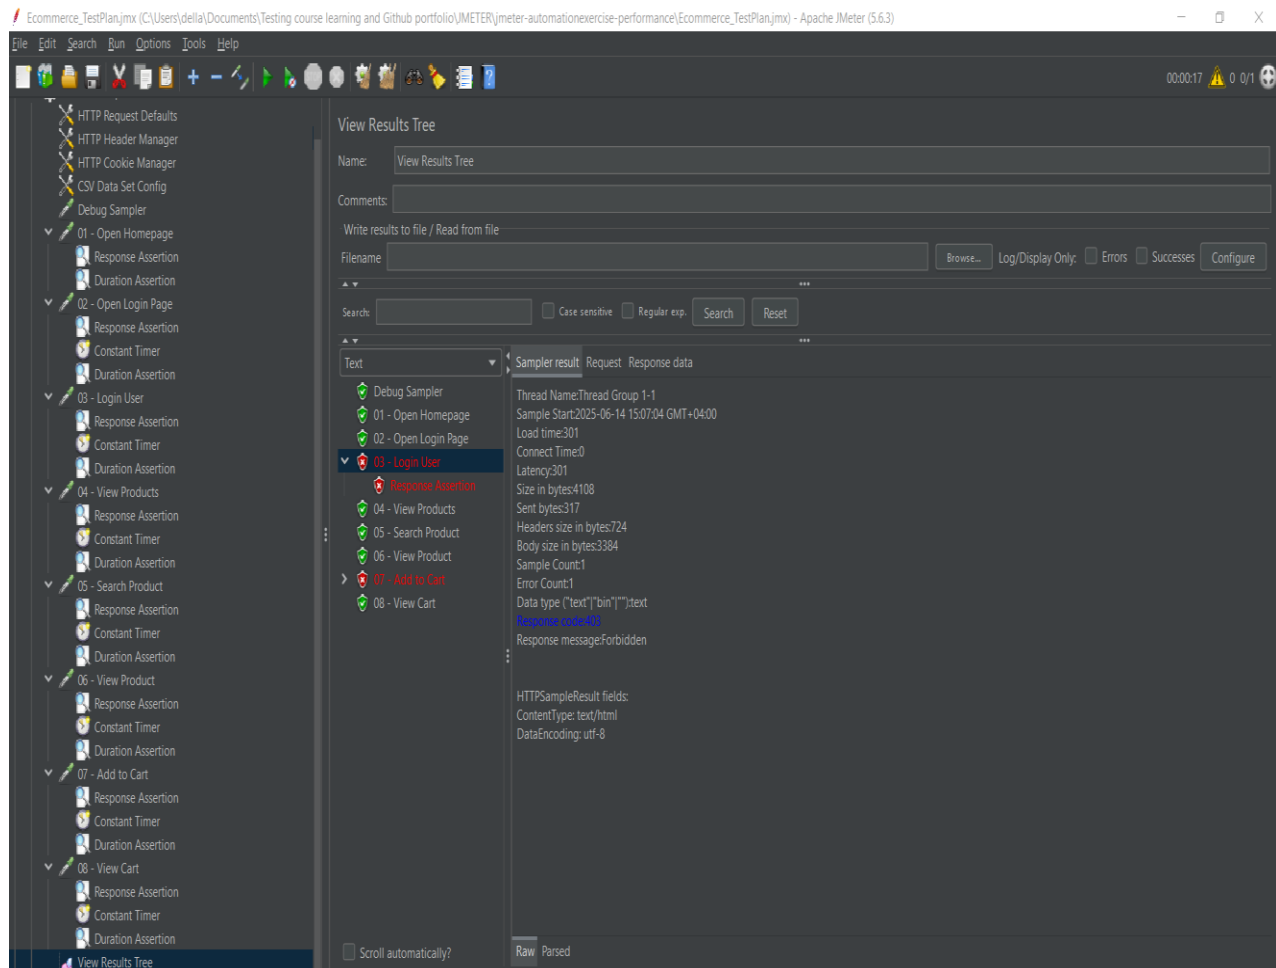 Ecommerce_TestPlan.jmx (C:\Users\della\Documents\Testing course learning and Github portfolio\JMETER\jmeter-automationexercise-performance\Ecommerce_TestPlan.jmx) - Apache JMeter (5.6.3)
File Edit Search Run Options Tools Help
00:00:17 0 0/1
HTTP Request Defaults
HTTP Header Manager
HTTP Cookie Manager
CSV Data Set Config
Debug Sampler
01 - Open Homepage
Response Assertion
Duration Assertion
02 - Open Login Page
Response Assertion
Constant Timer
Duration Assertion
03 - Login User
Response Assertion
Constant Timer
Duration Assertion
04 - View Products
Response Assertion
Constant Timer
Duration Assertion
05 - Search Product
Response Assertion
Constant Timer
Duration Assertion
06 - View Product
Response Assertion
Constant Timer
Duration Assertion
07 - Add to Cart
Response Assertion
Constant Timer
Duration Assertion
08 - View Cart
Response Assertion
Constant Timer
Duration Assertion
View Results Tree
View Results Tree
Name: View Results Tree
Comments:
Write results to file / Read from file
Filename Browse... Log/Display Only: Errors Successes Configure
Search: Case sensitive Regular exp. Search Reset
Text
Debug Sampler
01 - Open Homepage
02 - Open Login Page
03 - Login User
Response Assertion
04 - View Products
05 - Search Product
06 - View Product
07 - Add to Cart
08 - View Cart
Scroll automatically?
Sampler result Request Response data
Thread Name:Thread Group 1-1
Sample Start:2025-06-14 15:07:04 GMT+04:00
Load time:301
Connect Time:0
Latency:301
Size in bytes:4108
Sent bytes:317
Headers size in bytes:724
Body size in bytes:3384
Sample Count:1
Error Count:1
Data type ("text"|"bin"|""):text
Response code:403
Response message:Forbidden
HTTPSampleResult fields:
ContentType: text/html
DataEncoding: utf-8
Raw Parsed